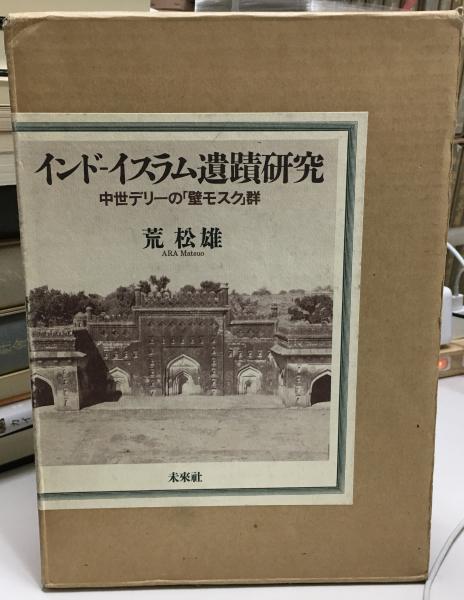 インド-イスラム遺蹟研究
中世デリーの「壁モスク」群
荒 松雄
ARA Matsuo
未來社